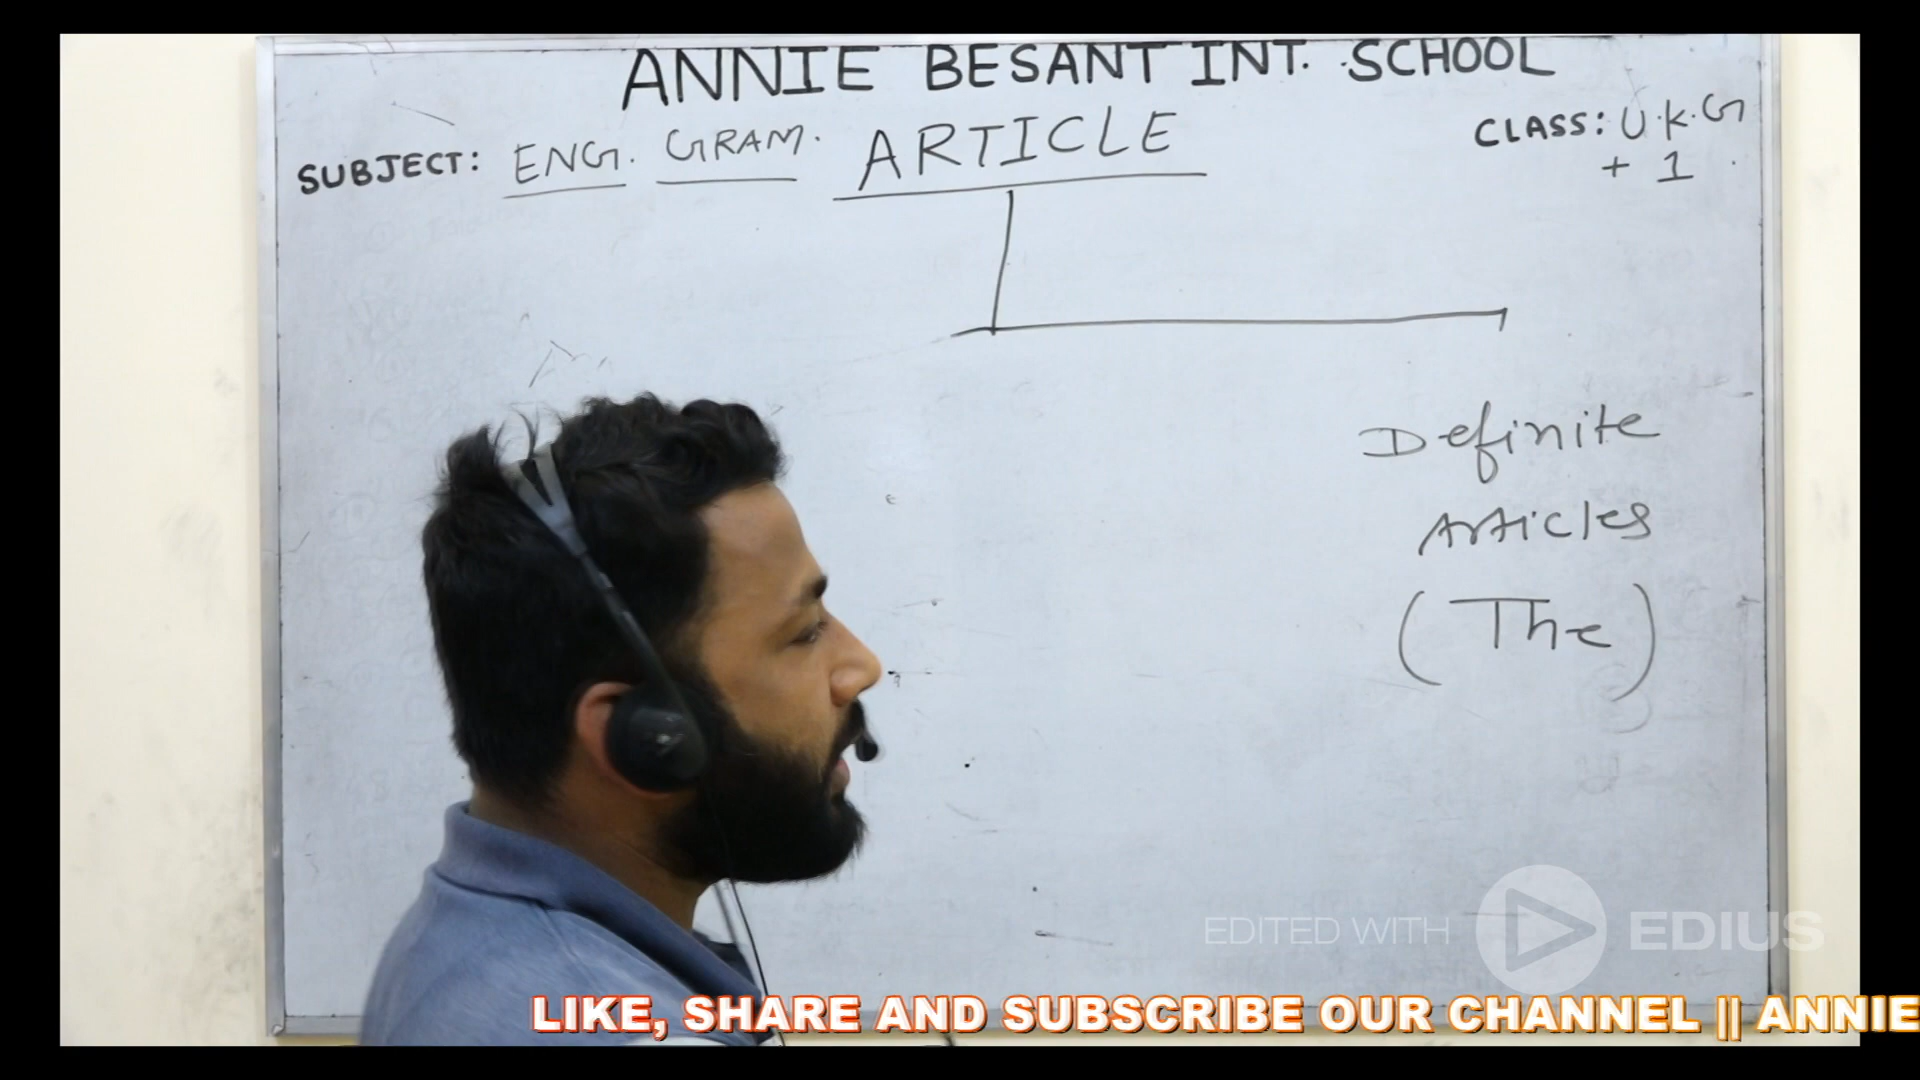 ANNIE BESANT INT. SCHOOL
SUBJECT: ENG. GRAM. ARTICLE
CLASS: U.K.G
+ 1
Definite
Articles
(The)
EDITED WITH EDIUS
LIKE, SHARE AND SUBSCRIBE OUR CHANNEL || ANNIE